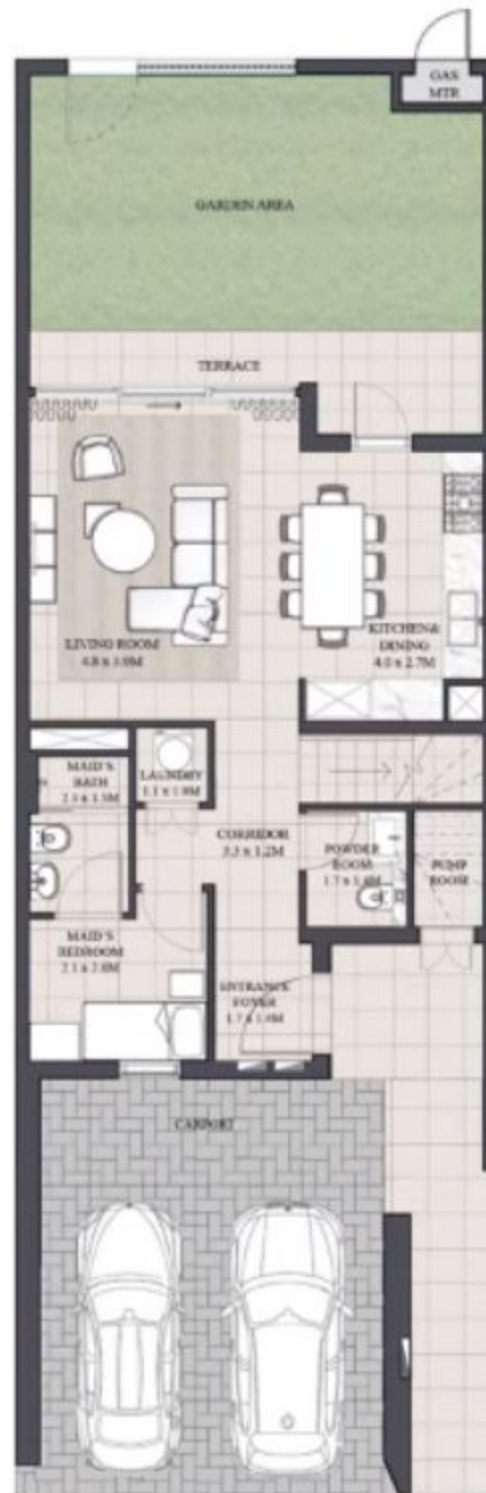 GAS
MTR
GARDEN AREA
TERRACE
LIVING ROOM
4.8 x 3.9M
KITCHEN &
DINING
4.0 x 2.7M
MAID'S
BATH
LAUNDRY
CORRIDOR
3.3 x 1.2M
POWDER
ROOM
PUMP
ROOM
MAID'S
BEDROOM
ENTRANCE
FOYER
CARPORT